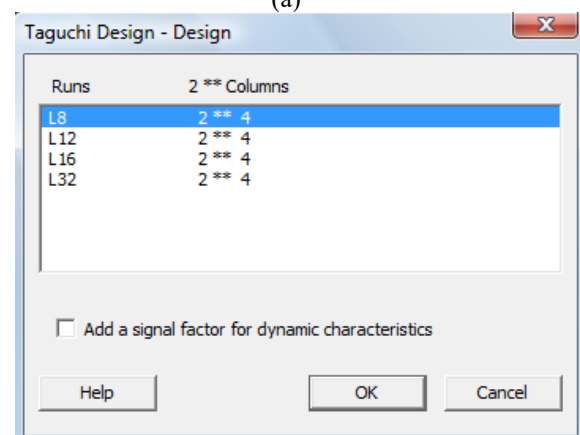 (a)
Taguchi Design - Design
Runs 2 ** Columns
L8 2 ** 4
L12 2 ** 4
L16 2 ** 4
L32 2 ** 4
Add a signal factor for dynamic characteristics
Help OK Cancel